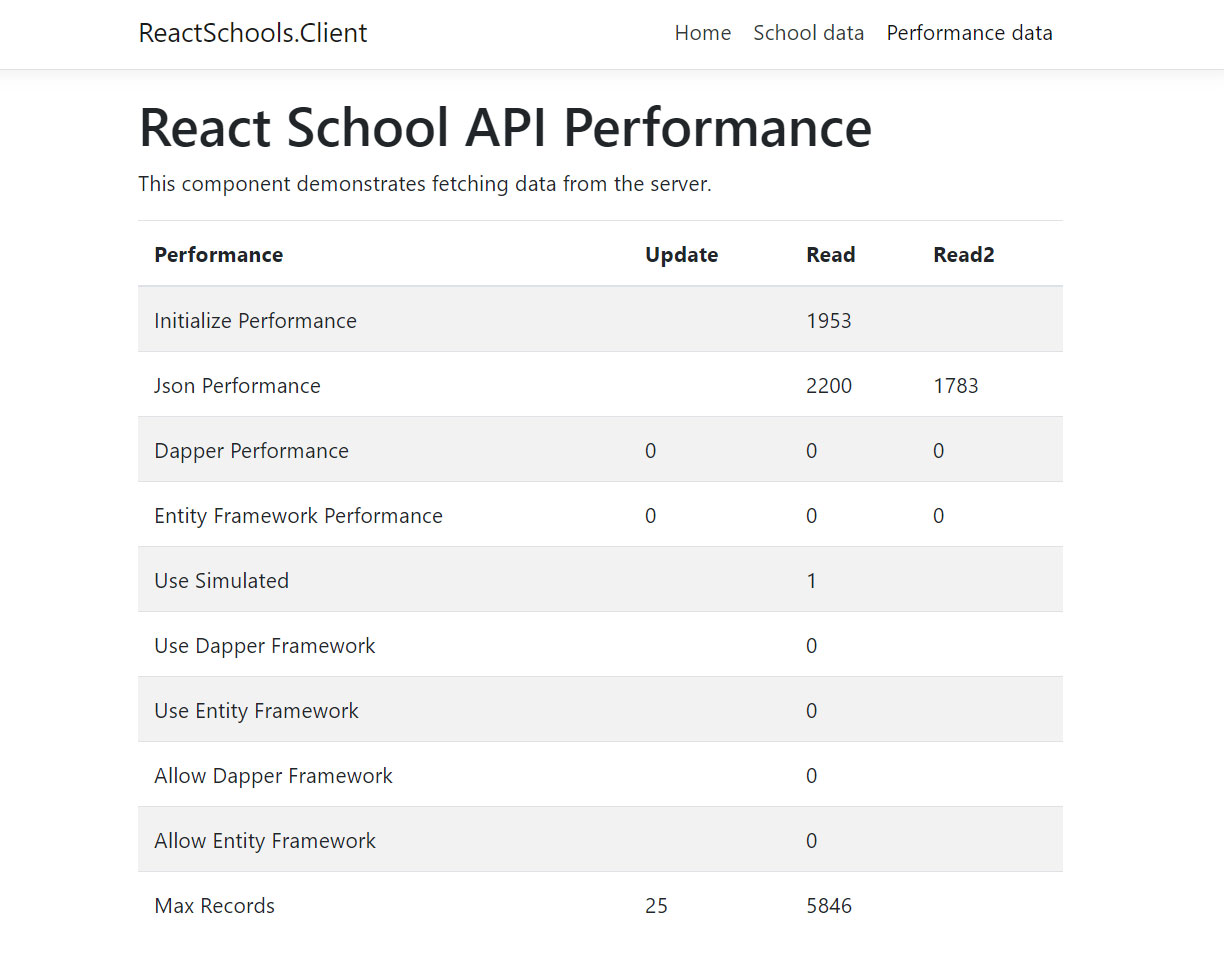 ReactSchools.Client Home School data Performance data
React School API Performance
This component demonstrates fetching data from the server.
Performance Update Read Read2
Initialize Performance 1953
Json Performance 2200 1783
Dapper Performance 0 0 0
Entity Framework Performance 0 0 0
Use Simulated 1
Use Dapper Framework 0
Use Entity Framework 0
Allow Dapper Framework 0
Allow Entity Framework 0
Max Records 25 5846